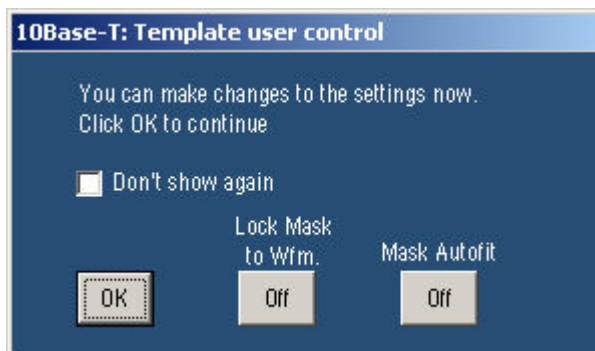 10Base-T: Template user control
You can make changes to the settings now.
Click OK to continue
Don't show again
Lock Mask
to Wfm.
Mask Autofit
OK
Off
Off